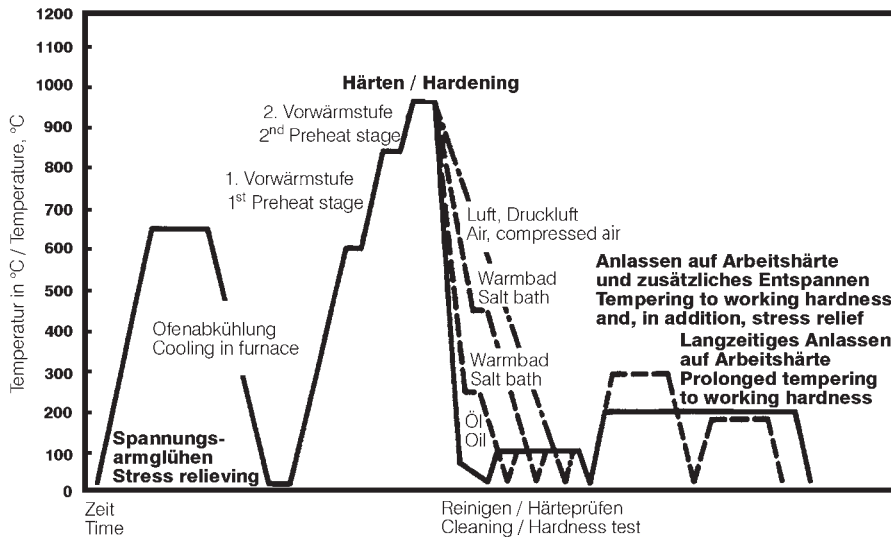 Temperatur in °C / Temperature, °C
1200
1100
1000
900
800
700
600
500
400
300
200
100
0
Härten / Hardening
2. Vorwärmstufe
2nd Preheat stage
1. Vorwärmstufe
1st Preheat stage
Luft, Druckluft
Air, compressed air
Warmbad
Salt bath
Warmbad
Salt bath
Öl
Oil
Ofenabkühlung
Cooling in furnace
Spannungs-
armglühen
Stress relieving
Anlassen auf Arbeitshärte
und zusätzliches Entspannen
Tempering to working hardness
and, in addition, stress relief
Langzeitiges Anlassen
auf Arbeitshärte
Prolonged tempering
to working hardness
Zeit
Time
Reinigen / Härteprüfen
Cleaning / Hardness test